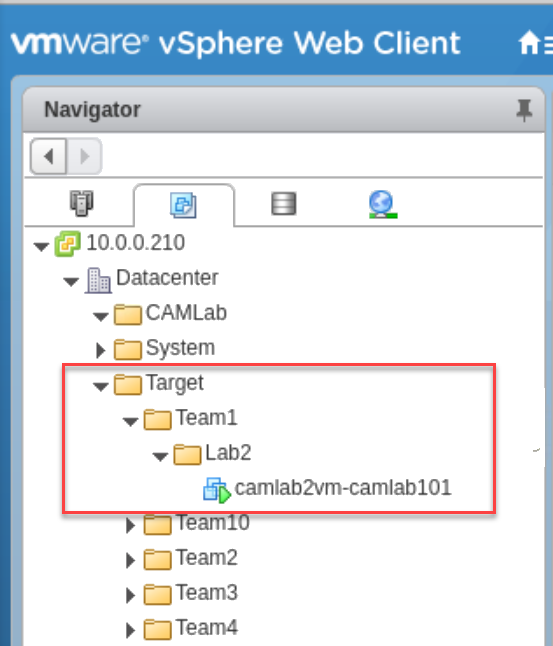 vmware® vSphere Web Client
Navigator
10.0.0.210
Datacenter
CAMLab
System
Target
Team1
Lab2
camlab2vm-camlab101
Team10
Team2
Team3
Team4